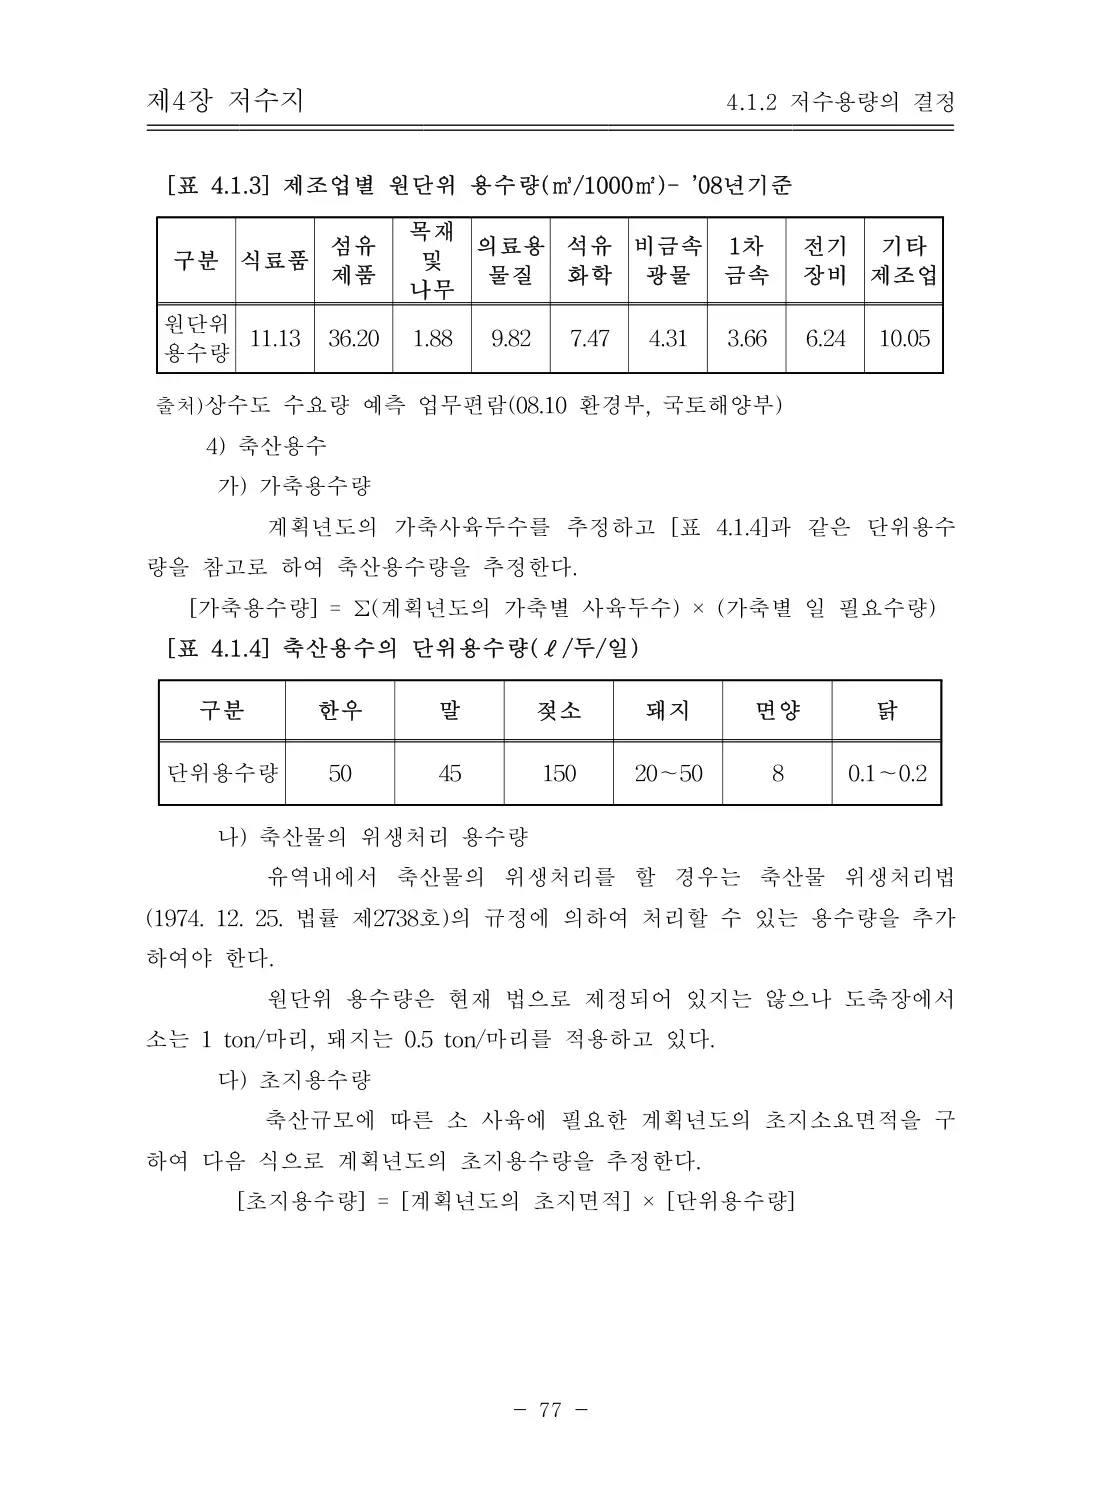 제4장 저수지
4.1.2 저수용량의 결정
[표 4.1.3] 제조업별 원단위 용수량(㎥/1000㎡)- ’08년기준
구분 식료품 섬유 제품 목재 및 나무 의료용 물질 석유 화학 비금속 광물 1차 금속 전기 장비 기타 제조업
원단위 용수량 11.13 36.20 1.88 9.82 7.47 4.31 3.66 6.24 10.05
출처)상수도 수요량 예측 업무편람(08.10 환경부, 국토해양부)
4) 축산용수
가) 가축용수량
계획년도의 가축사육두수를 추정하고 [표 4.1.4]과 같은 단위용수
량을 참고로 하여 축산용수량을 추정한다.
[가축용수량] = Σ(계획년도의 가축별 사육두수) × (가축별 일 필요수량)
[표 4.1.4] 축산용수의 단위용수량(ℓ/두/일)
구분 한우 말 젖소 돼지 면양 닭
단위용수량 50 45 150 20～50 8 0.1～0.2
나) 축산물의 위생처리 용수량
유역내에서 축산물의 위생처리를 할 경우는 축산물 위생처리법
(1974. 12. 25. 법률 제2738호)의 규정에 의하여 처리할 수 있는 용수량을 추가
하여야 한다.
원단위 용수량은 현재 법으로 제정되어 있지는 않으나 도축장에서
소는 1 ton/마리, 돼지는 0.5 ton/마리를 적용하고 있다.
다) 초지용수량
축산규모에 따른 소 사육에 필요한 계획년도의 초지소요면적을 구
하여 다음 식으로 계획년도의 초지용수량을 추정한다.
[초지용수량] = [계획년도의 초지면적] × [단위용수량]
- 77 -